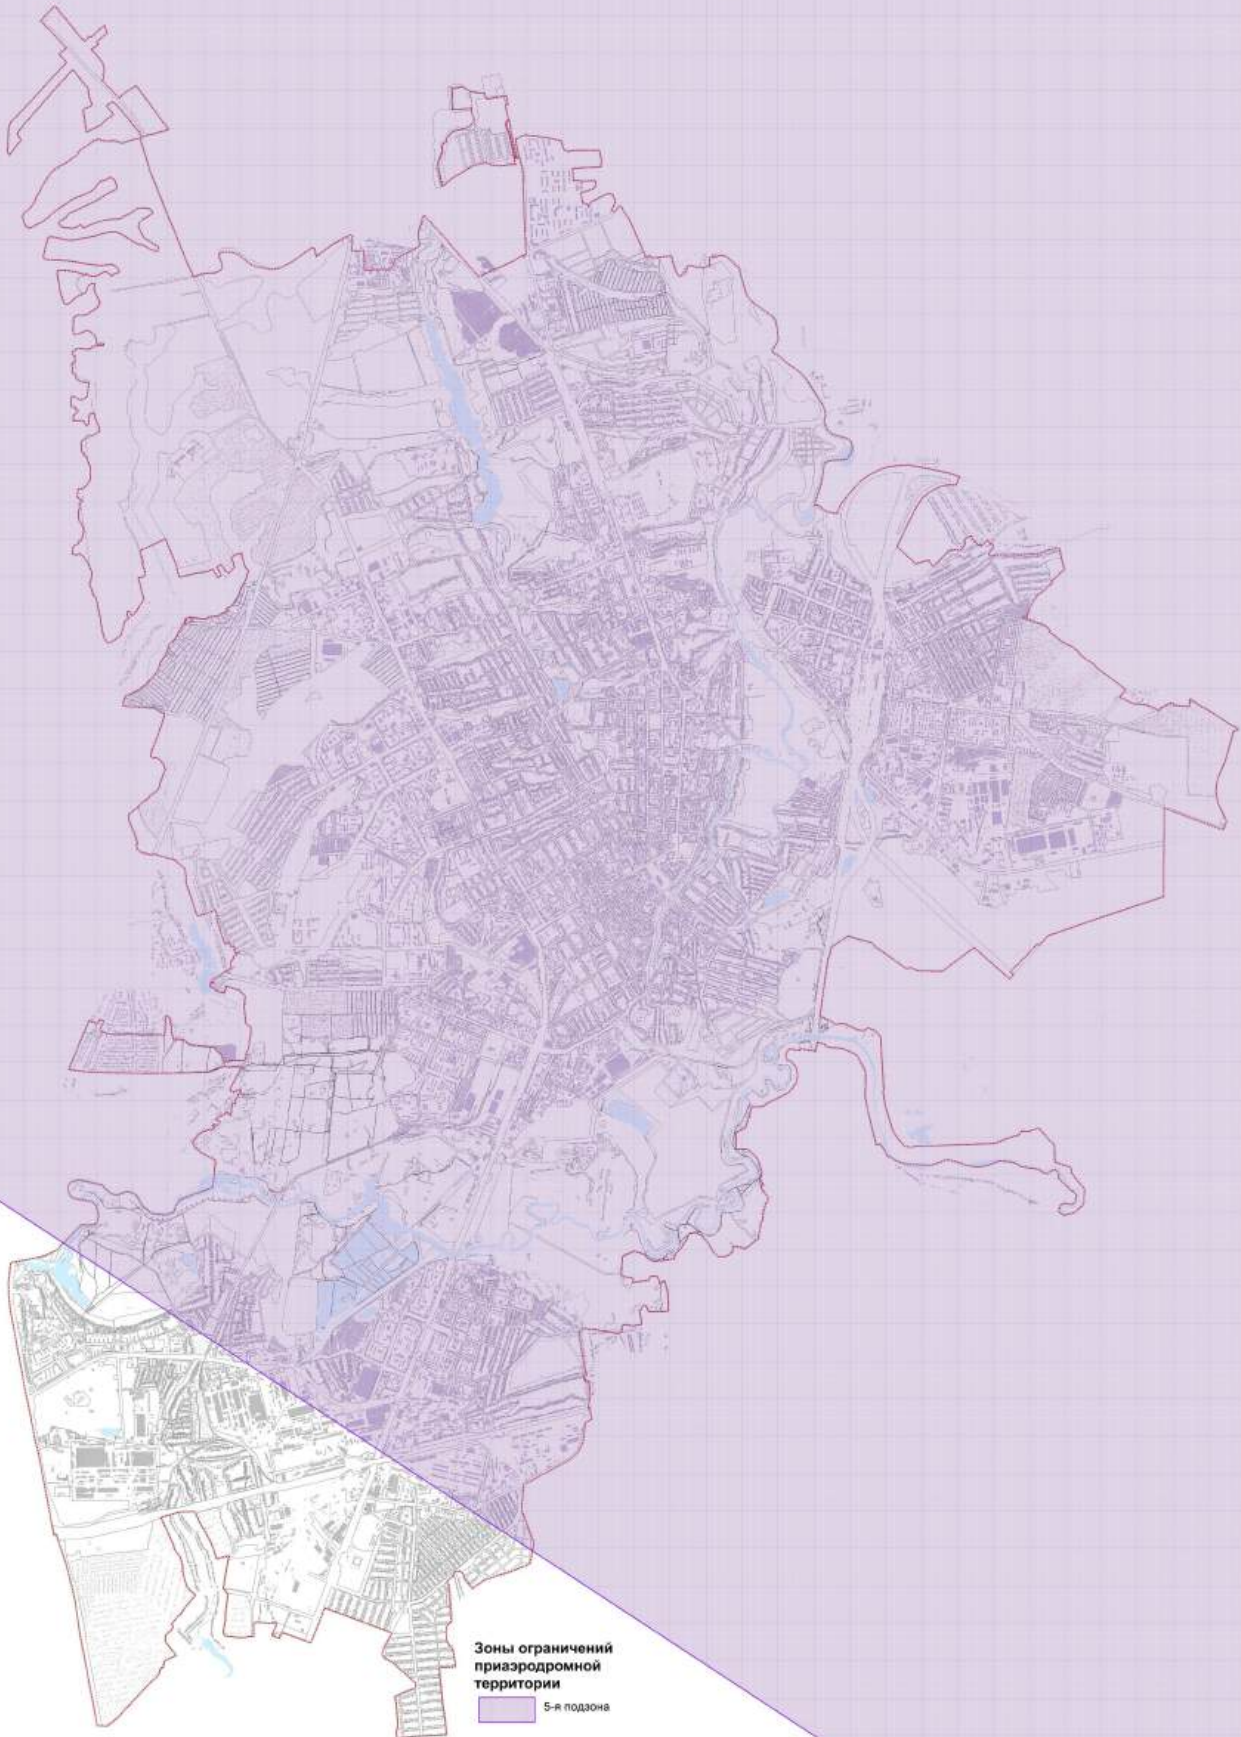 Зоны ограничений
приаэродромной
территории
5-я подзона